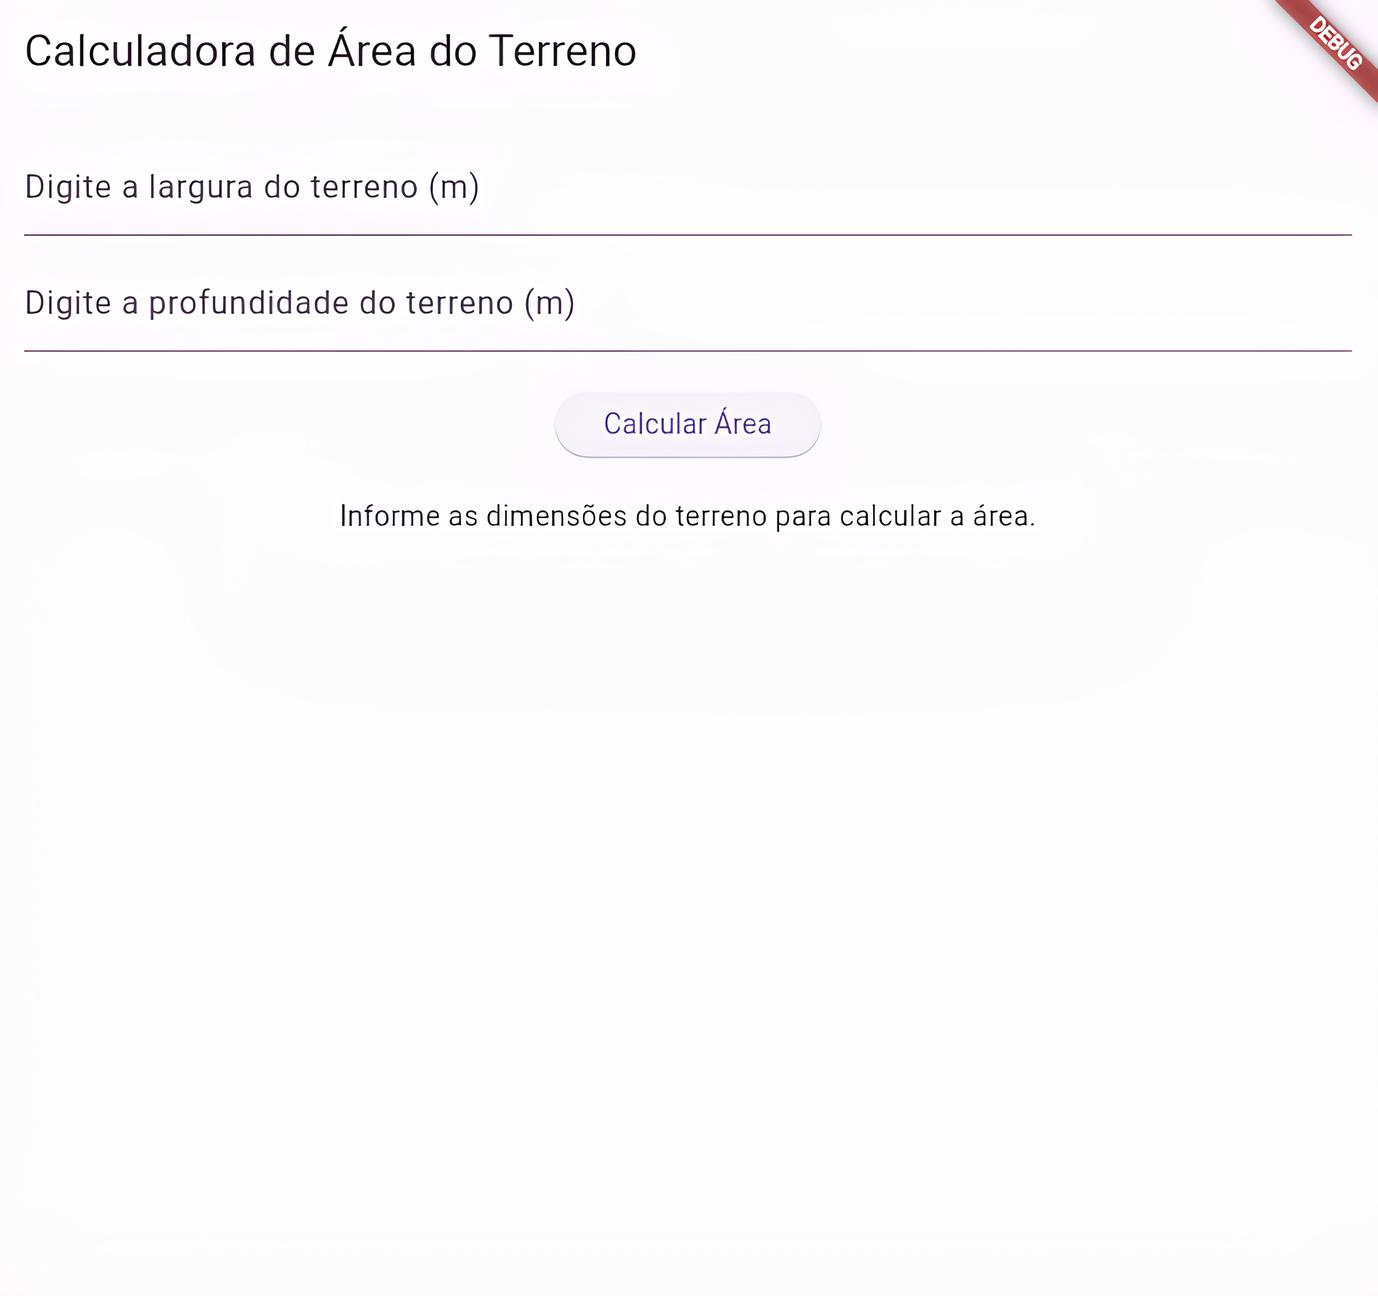 Calculadora de Área do Terreno
DEBUG
Digite a largura do terreno (m)
Digite a profundidade do terreno (m)
Calcular Área
Informe as dimensões do terreno para calcular a área.